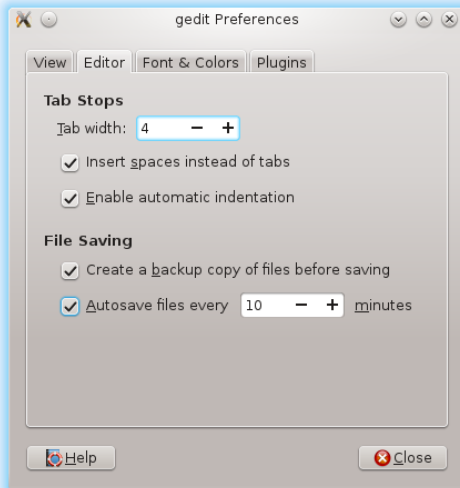 gedit Preferences
View Editor Font & Colors Plugins
Tab Stops
Tab width: 4 − +
Insert spaces instead of tabs
Enable automatic indentation
File Saving
Create a backup copy of files before saving
Autosave files every 10 − + minutes
Help Close